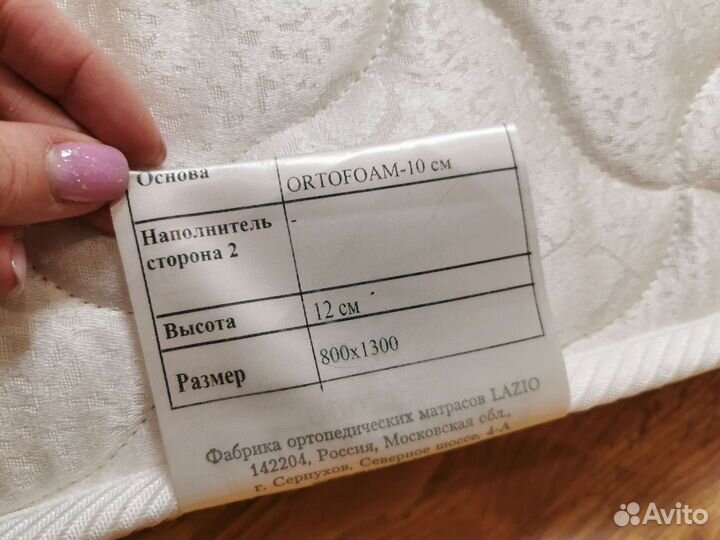 Основа ORTOFOAM-10 см
Наполнитель -
сторона 2
Высота 12 см
Размер 800x1300
Фабрика ортопедических матрасов LAZIO
142204, Россия, Московская обл.,
г. Серпухов, Северное шоссе, 4-А
Avito